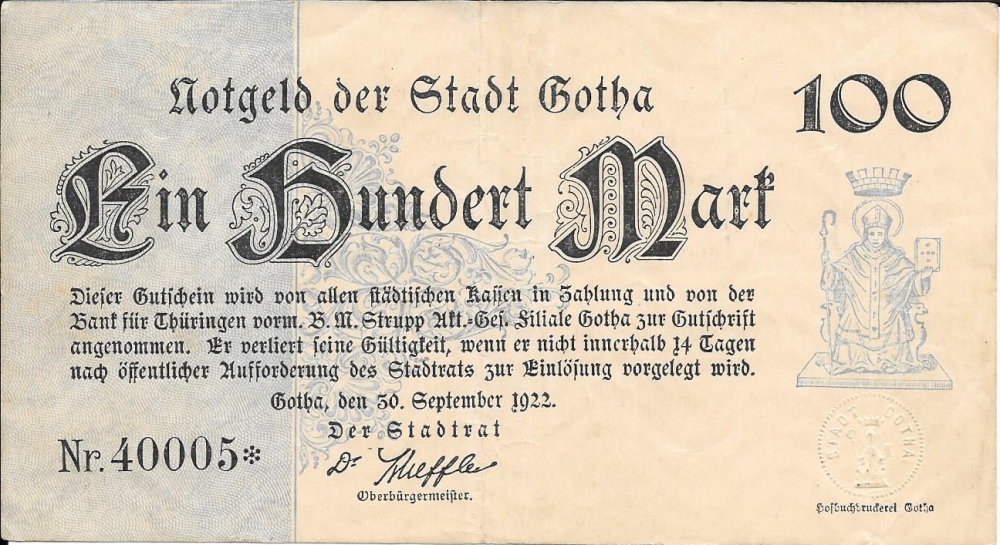 Notgeld der Stadt Gotha
100
Ein Hundert Mark
Dieser Gutschein wird von allen städtischen Kassen in Zahlung und von der
Bank für Thüringen vorm. B. M. Strupp Akt.-Ges. Filiale Gotha zur Gutschrift
angenommen. Er verliert seine Gültigkeit, wenn er nicht innerhalb 14 Tagen
nach öffentlicher Aufforderung des Stadtrats zur Einlösung vorgelegt wird.
Gotha, den 30. September 1922.
Der Stadtrat
Nr. 40005*
Dr Scheffler
Oberbürgermeister.
STADT GOTHA
Hofbuchdruckerei Gotha